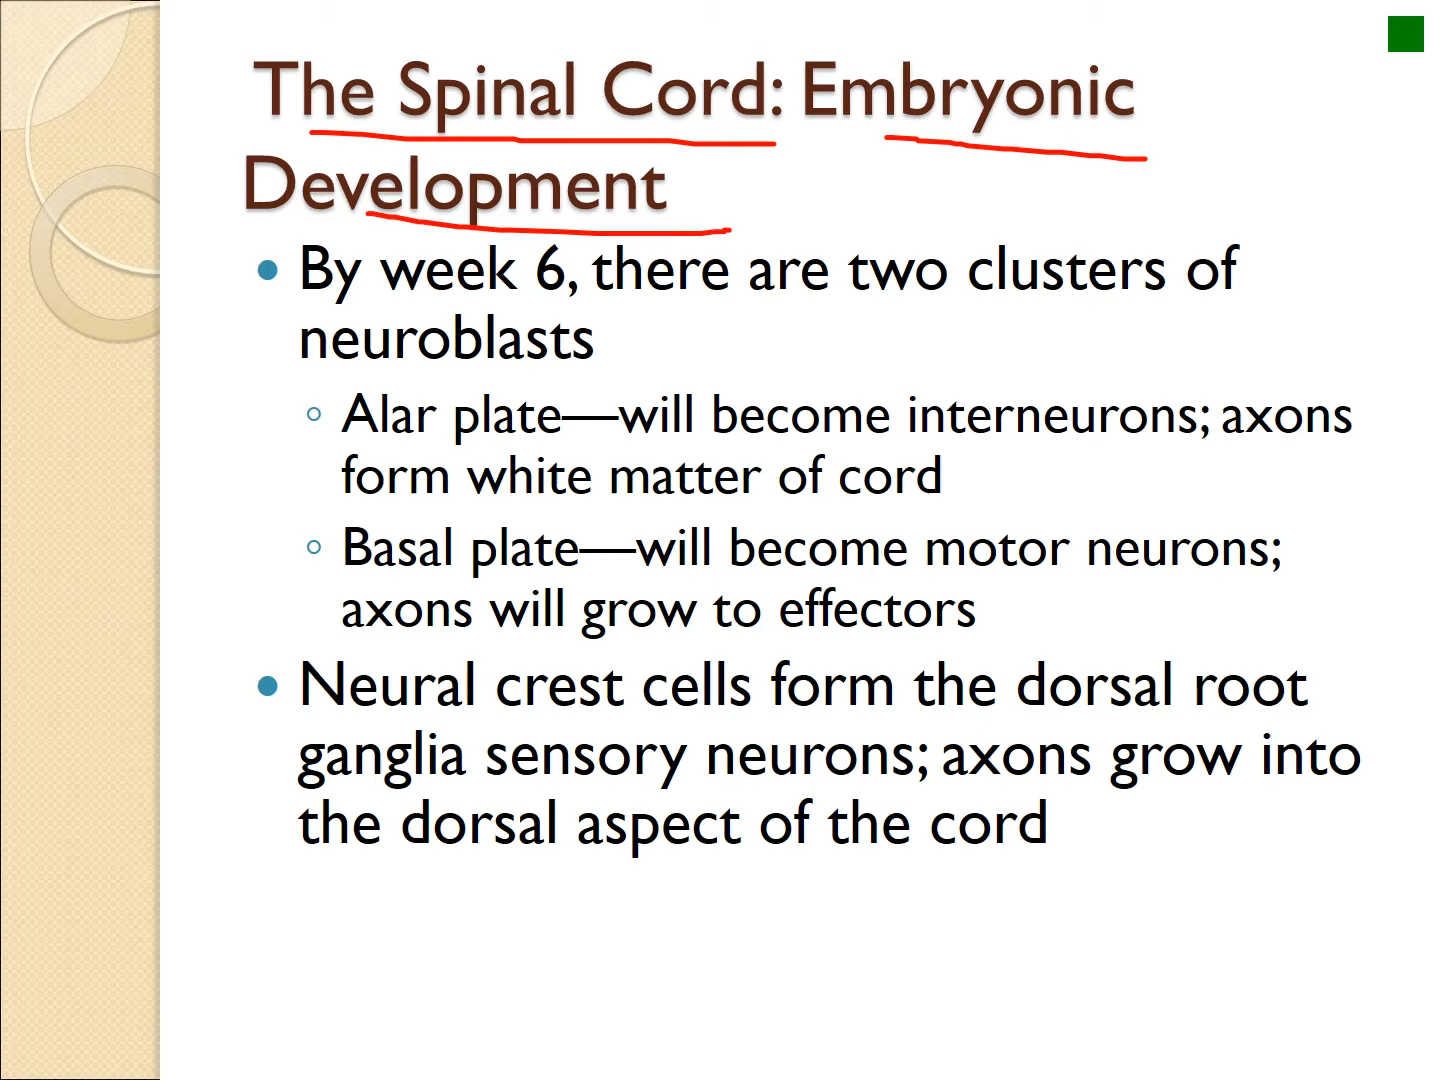 The Spinal Cord: Embryonic
Development
• By week 6, there are two clusters of
neuroblasts
◦ Alar plate—will become interneurons; axons
form white matter of cord
◦ Basal plate—will become motor neurons;
axons will grow to effectors
• Neural crest cells form the dorsal root
ganglia sensory neurons; axons grow into
the dorsal aspect of the cord